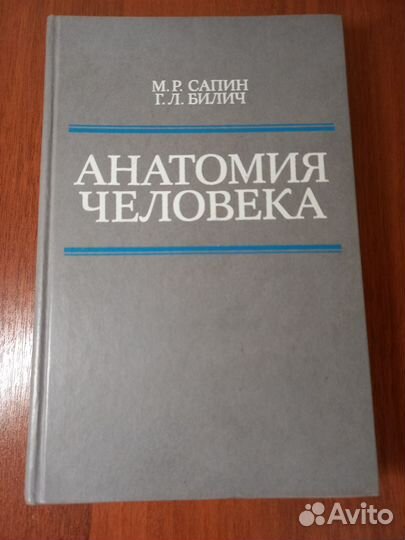 М. Р. САПИН
Г. Л. БИЛИЧ
АНАТОМИЯ
ЧЕЛОВЕКА
Avito